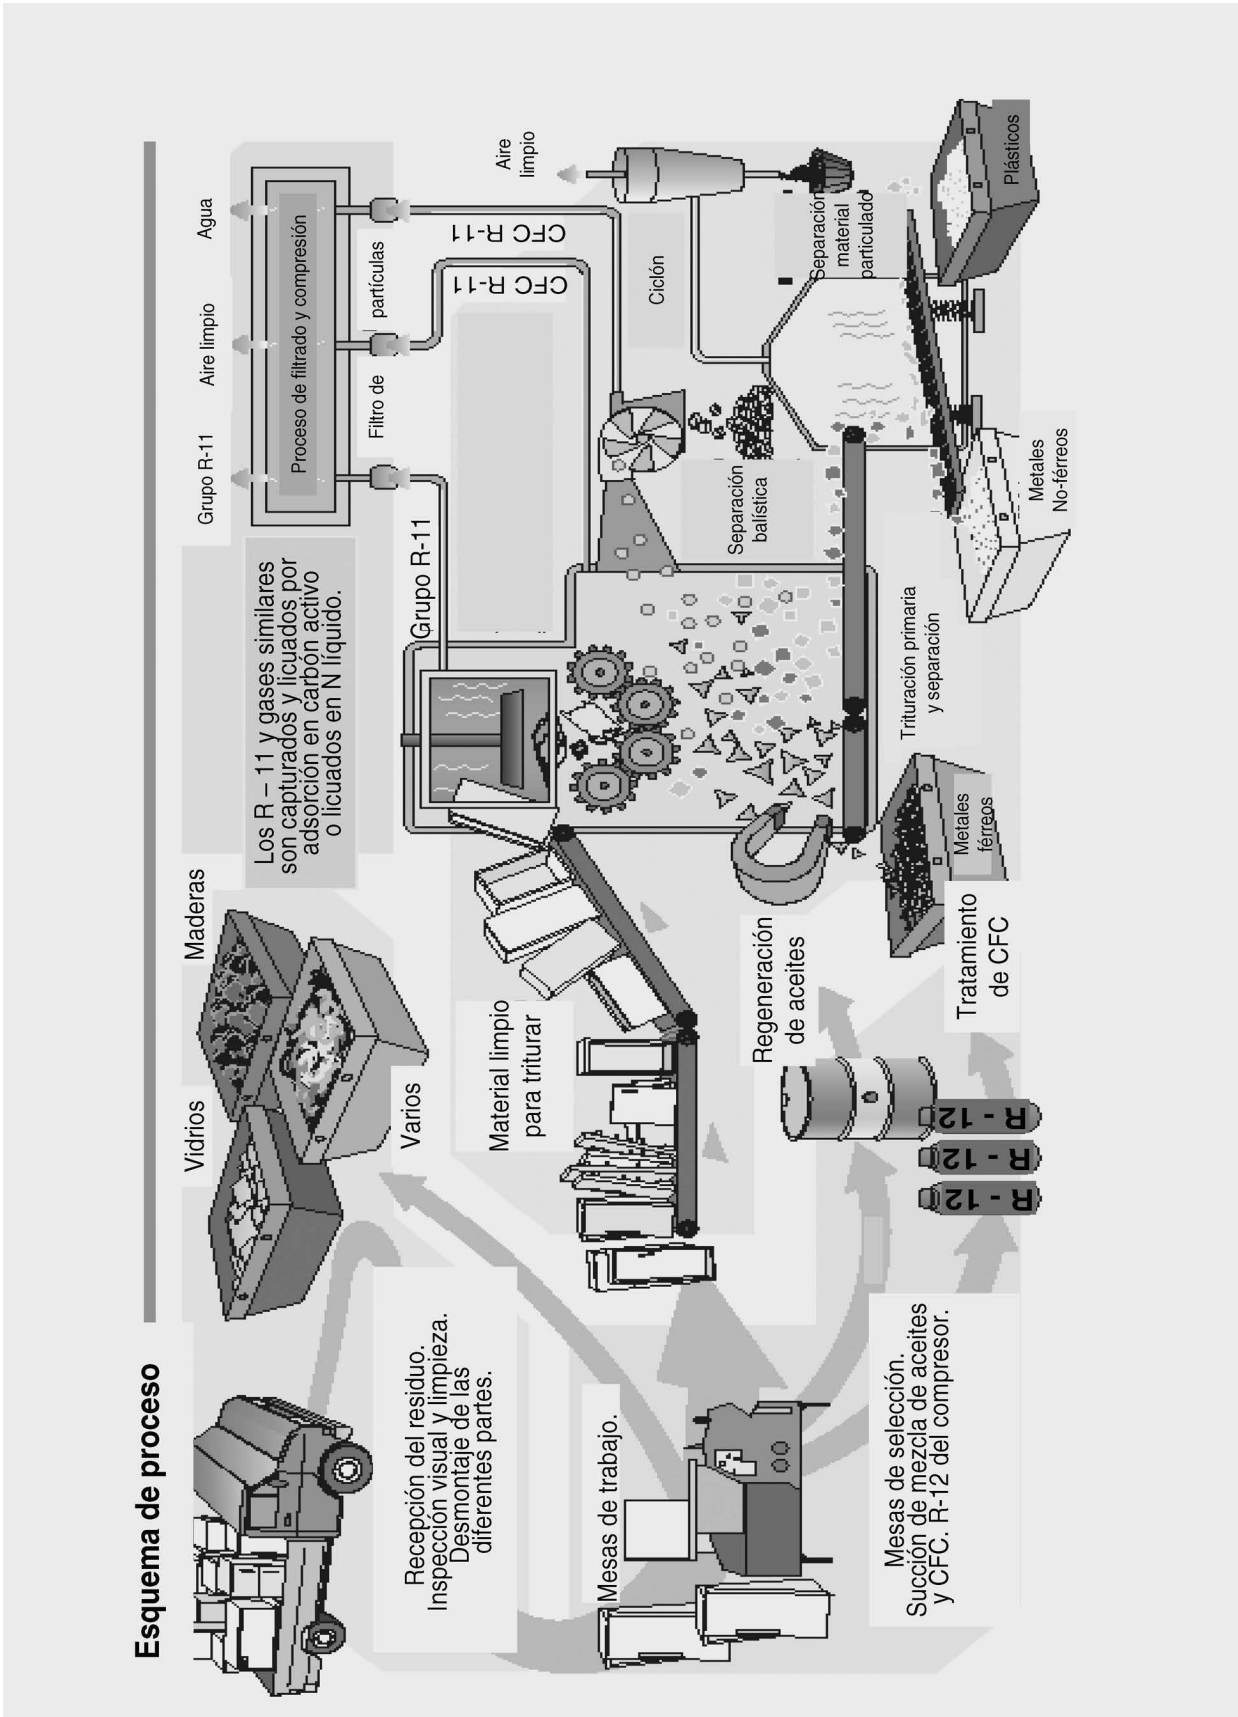 Esquema de proceso
Recepción del residuo.
Inspección visual y limpieza.
Desmontaje de las
diferentes partes.
Mesas de trabajo.
Mesas de selección.
Succión de mezcla de aceites
y CFC. R-12 del compresor.
Vidrios
Maderas
Varios
Material limpio
para triturar
Regeneración
de aceites
R - 12
R - 12
R - 12
Tratamiento
de CFC
Los R – 11 y gases similares
son capturados y licuados por
adsorción en carbón activo
o licuados en N líquido.
Grupo R-11
Aire limpio
Agua
Proceso de filtrado y compresión
Filtro de
partículas
Grupo R-11
CFC R-11
CFC R-11
Aire
limpio
Ciclón
Separación
material
particulado
Separación
balística
Trituración primaria
y separación
Metales
férreos
Metales
No-férreos
Plásticos